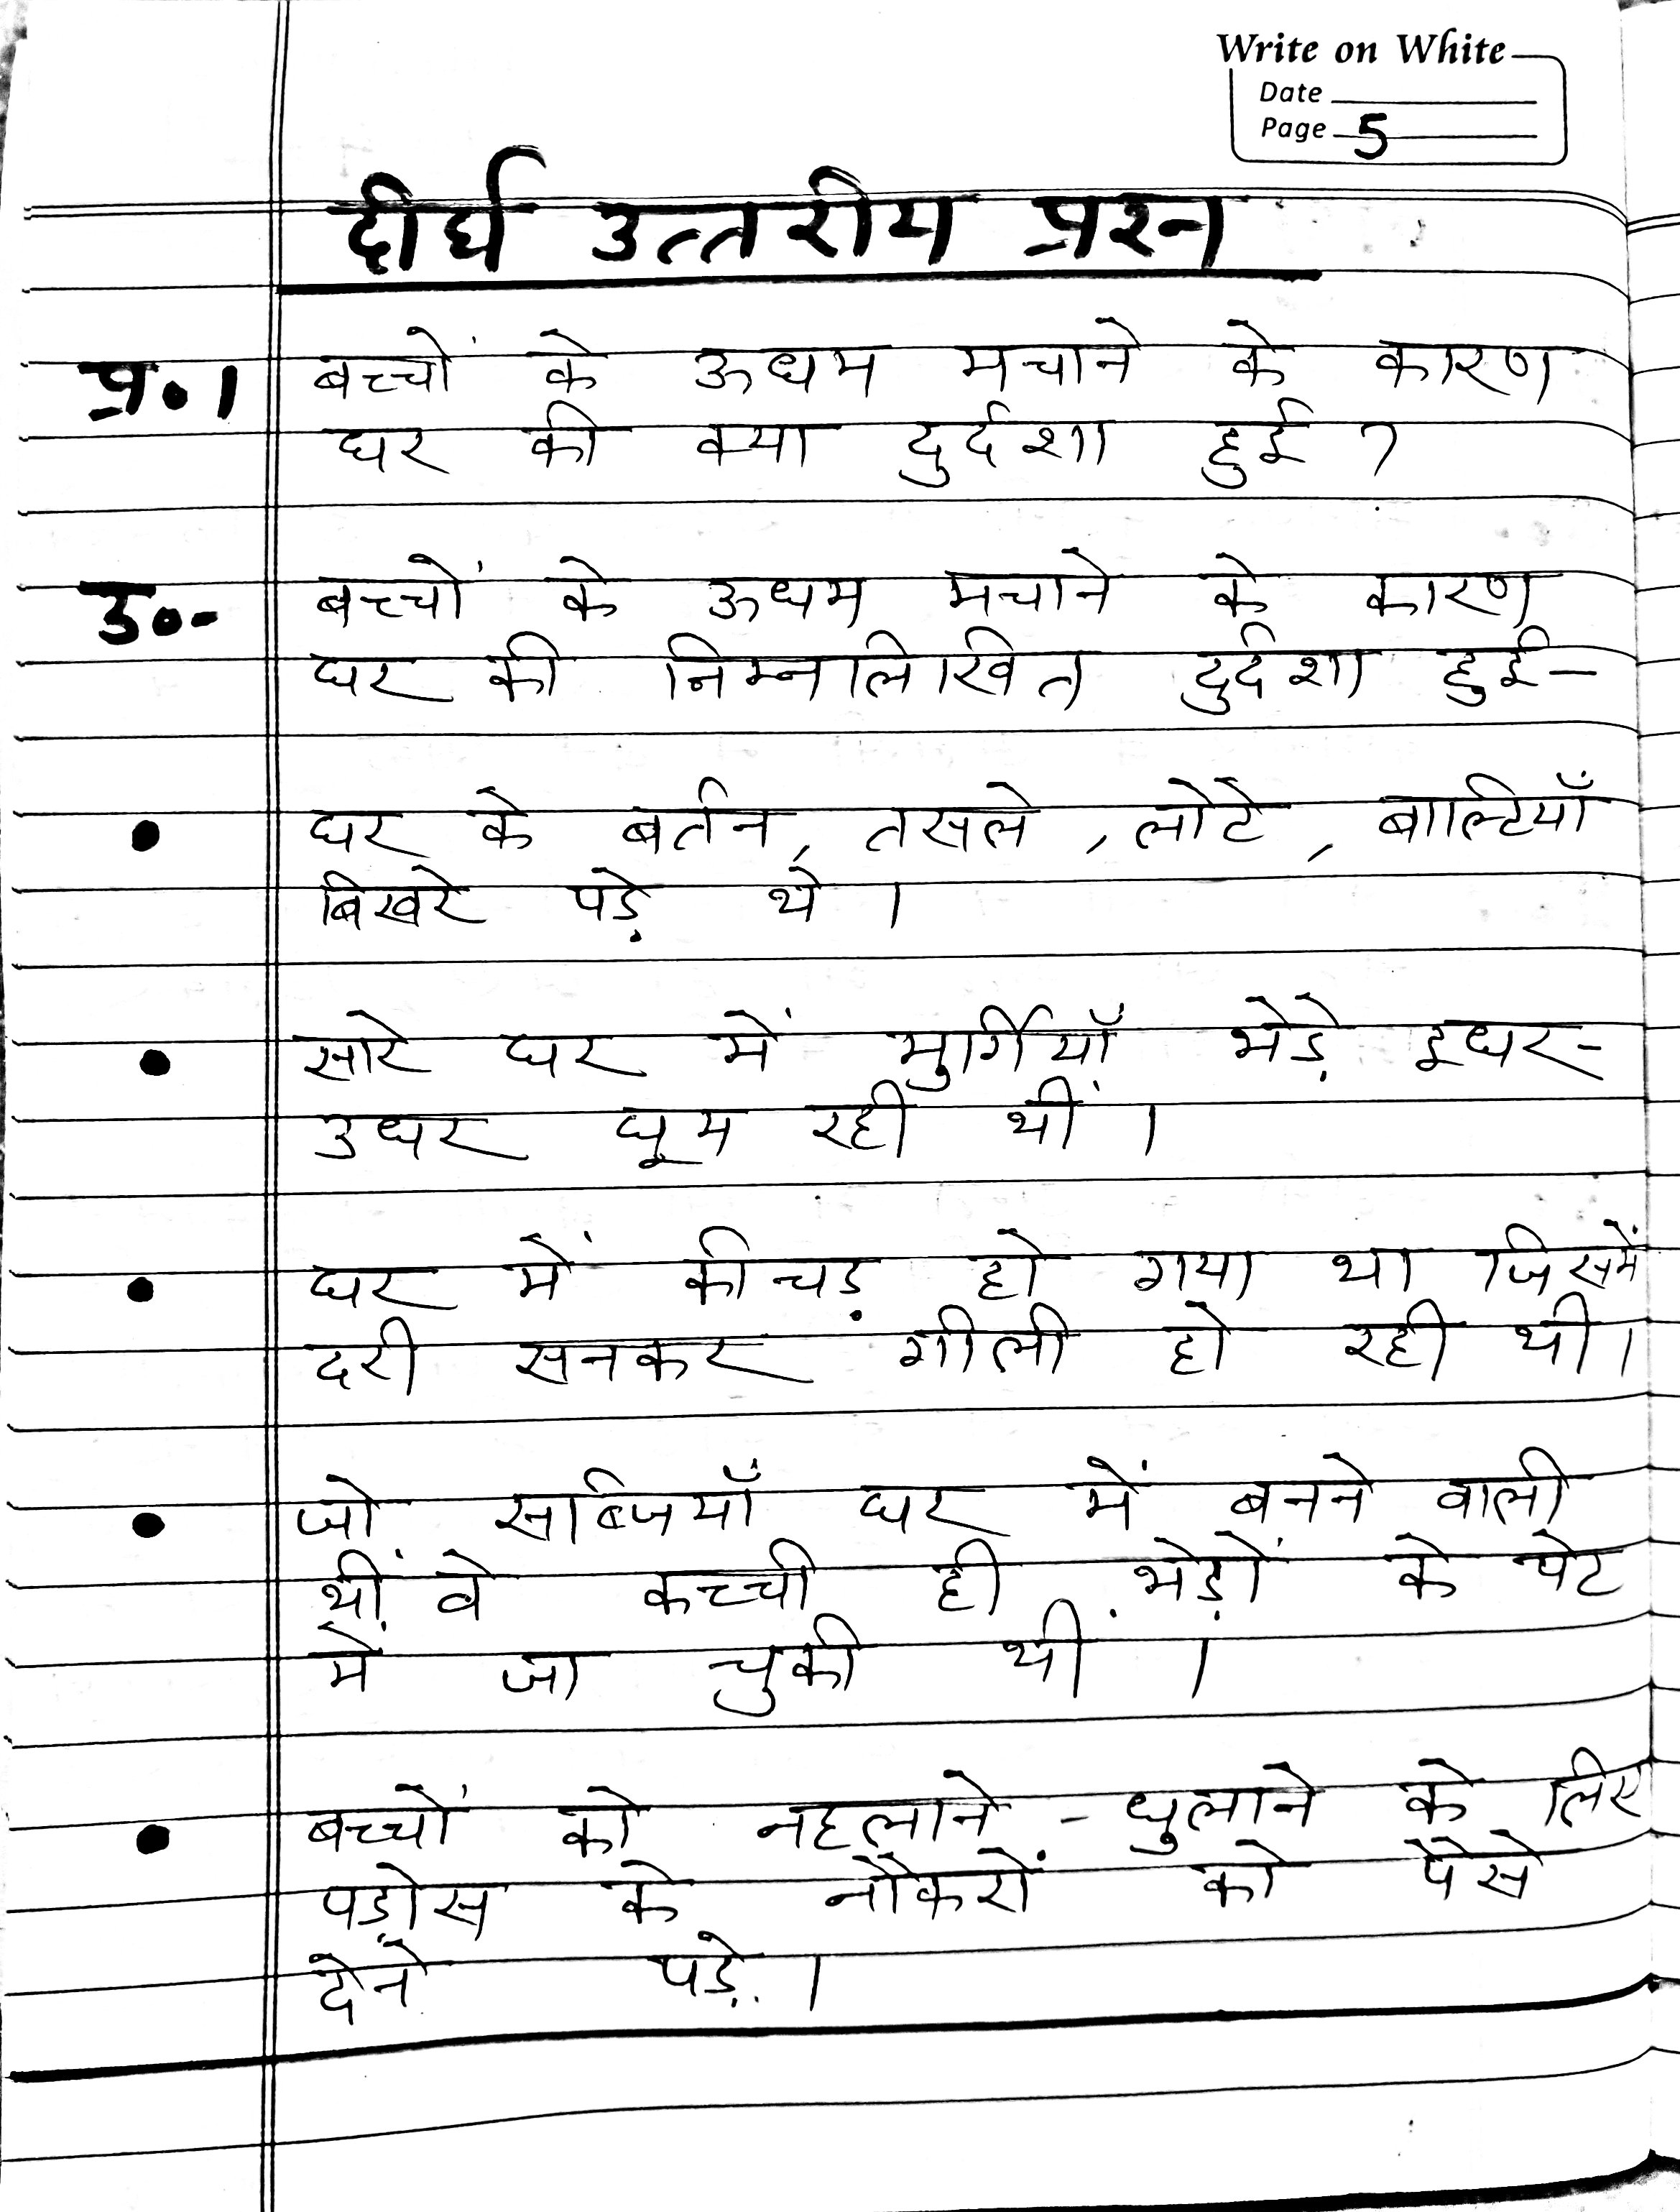 Write on White
Date
Page 5
दीर्घ उत्तरीय प्रश्न
प्र०1 बच्चों के ऊधम मचाने के कारण
घर की क्या दुर्दशा हुई ?
उ०- बच्चों के ऊधम मचाने के कारण
घर की निम्नलिखित दुर्दशा हुई-
• घर के बर्तन, तसले, लोटे, बाल्टियाँ
बिखरे पड़े थे ।
• सारे घर में मुर्गियाँ भेड़े इधर-
उधर घूम रही थीं ।
• घर में कीचड़ हो गया था जिसमें
दरी सनकर गीली हो रही थी ।
• जो सब्जियाँ घर में बनने वाली
थीं वे कच्ची ही भेड़ों के पेट
में जा चुकी थीं ।
• बच्चों को नहलाने - धुलाने के लिए
पड़ोस के नौकरों को पैसे
देने पड़े ।